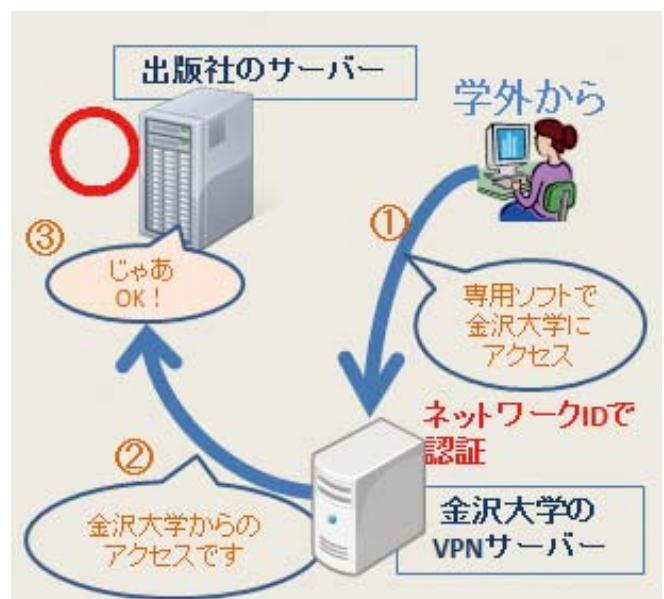 出版社のサーバー
学外から
③
じゃあ
OK！
①
専用ソフトで
金沢大学に
アクセス
ネットワークIDで
認証
②
金沢大学からの
アクセスです
金沢大学の
VPNサーバー